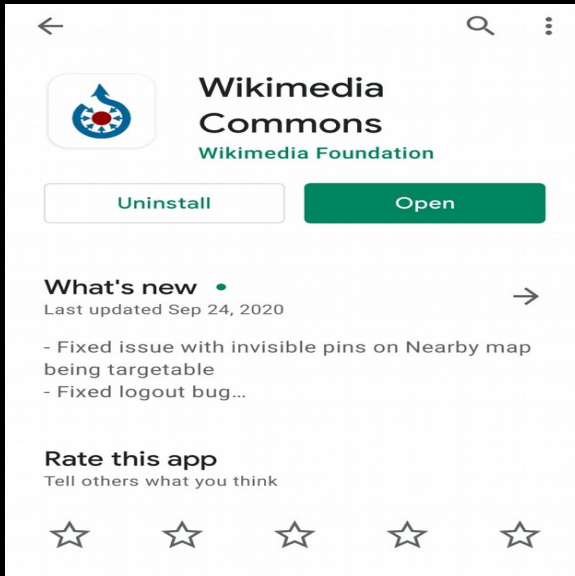 Wikimedia
Commons
Wikimedia Foundation
Uninstall
Open
What's new •
Last updated Sep 24, 2020
- Fixed issue with invisible pins on Nearby map
being targetable
- Fixed logout bug...
Rate this app
Tell others what you think